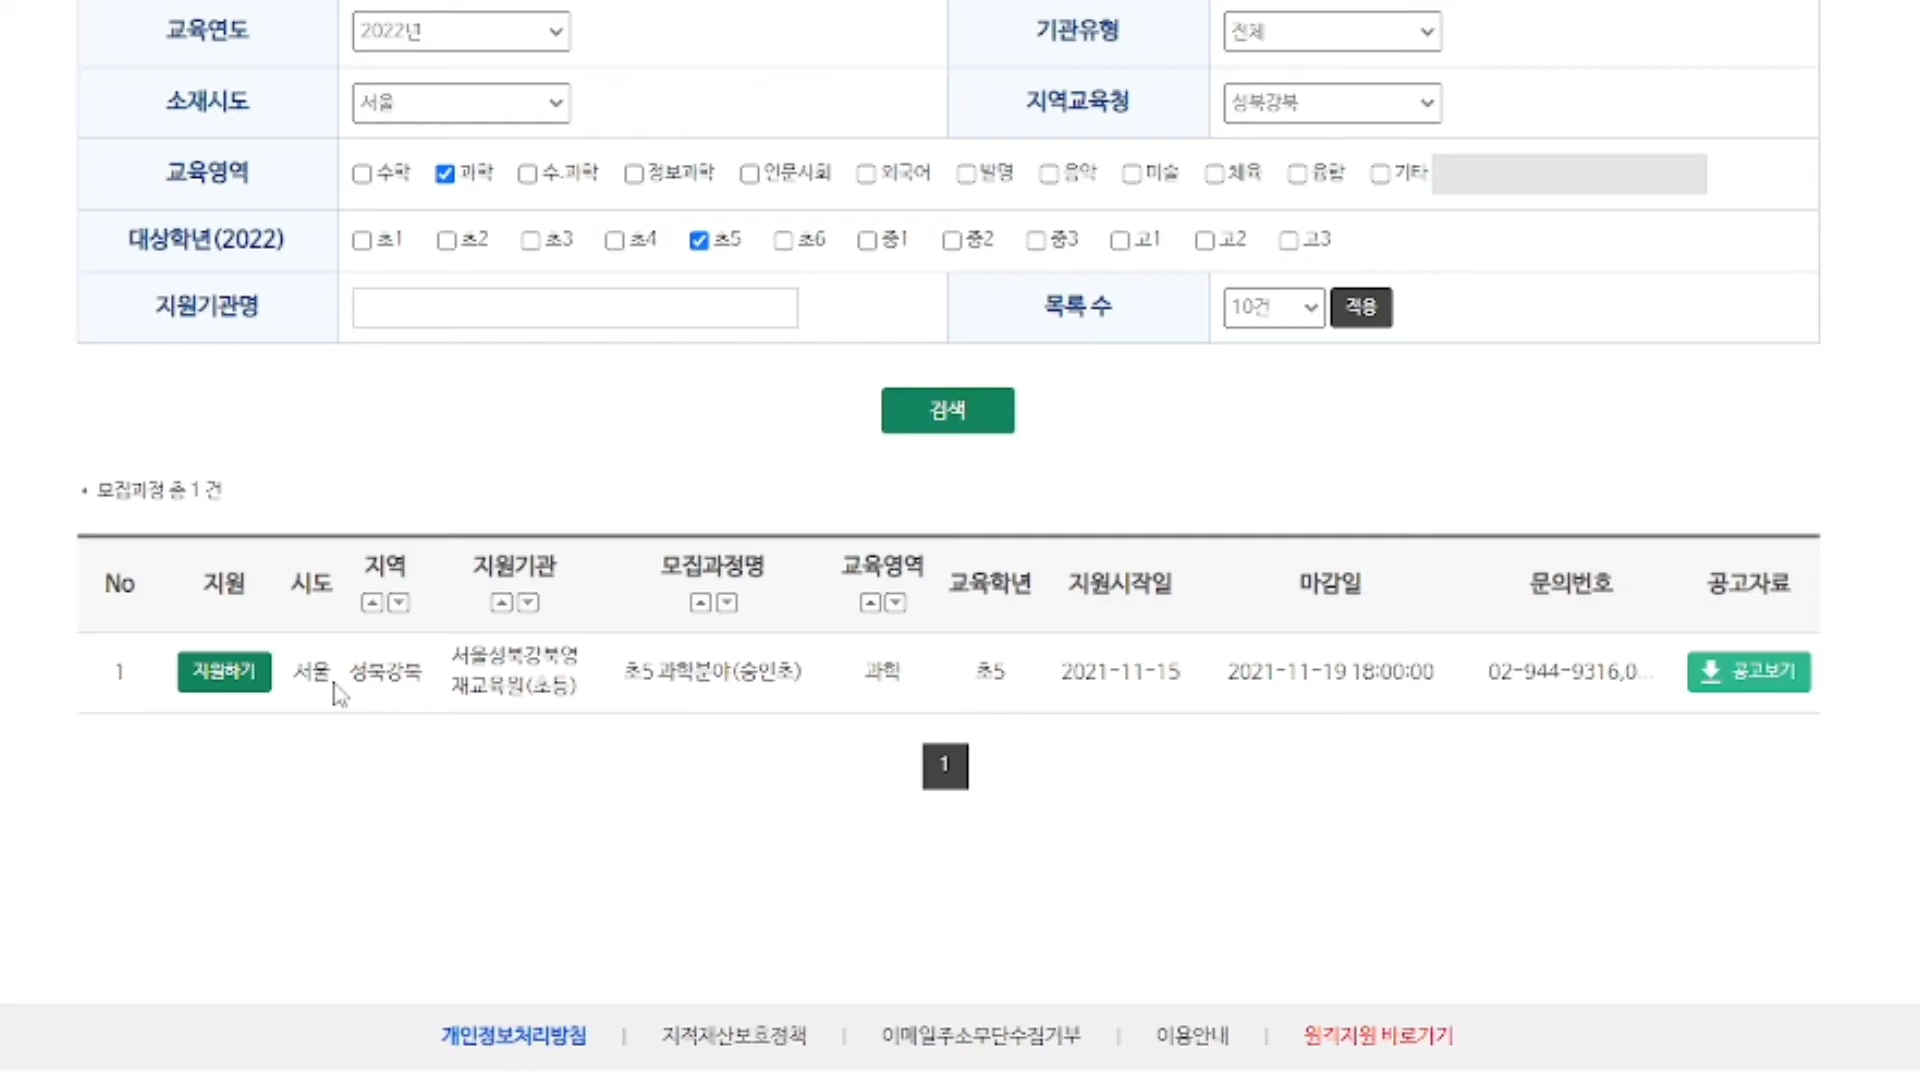 교육연도 2022년 기관유형 전체
소재시도 서울 지역교육청 성북강북
교육영역 수학 과학 수.과학 정보과학 인문사회 외국어 발명 음악 미술 체육 융합 기타
대상학년(2022) 초1 초2 초3 초4 초5 초6 중1 중2 중3 고1 고2 고3
지원기관명 목록 수 10건 적용
검색
• 모집과정 총 1 건
No 지원 시도 지역 지원기관 모집과정명 교육영역 교육학년 지원시작일 마감일 문의번호 공고자료
1 지원하기 서울 성북강북 서울성북강북영 초5 과학분야(숭인초) 과학 초5 2021-11-15 2021-11-19 18:00:00 02-944-9316,0... 공고보기
재교육원(초등)
1
개인정보처리방침 | 지적재산보호정책 | 이메일주소무단수집거부 | 이용안내 | 원격지원 바로가기